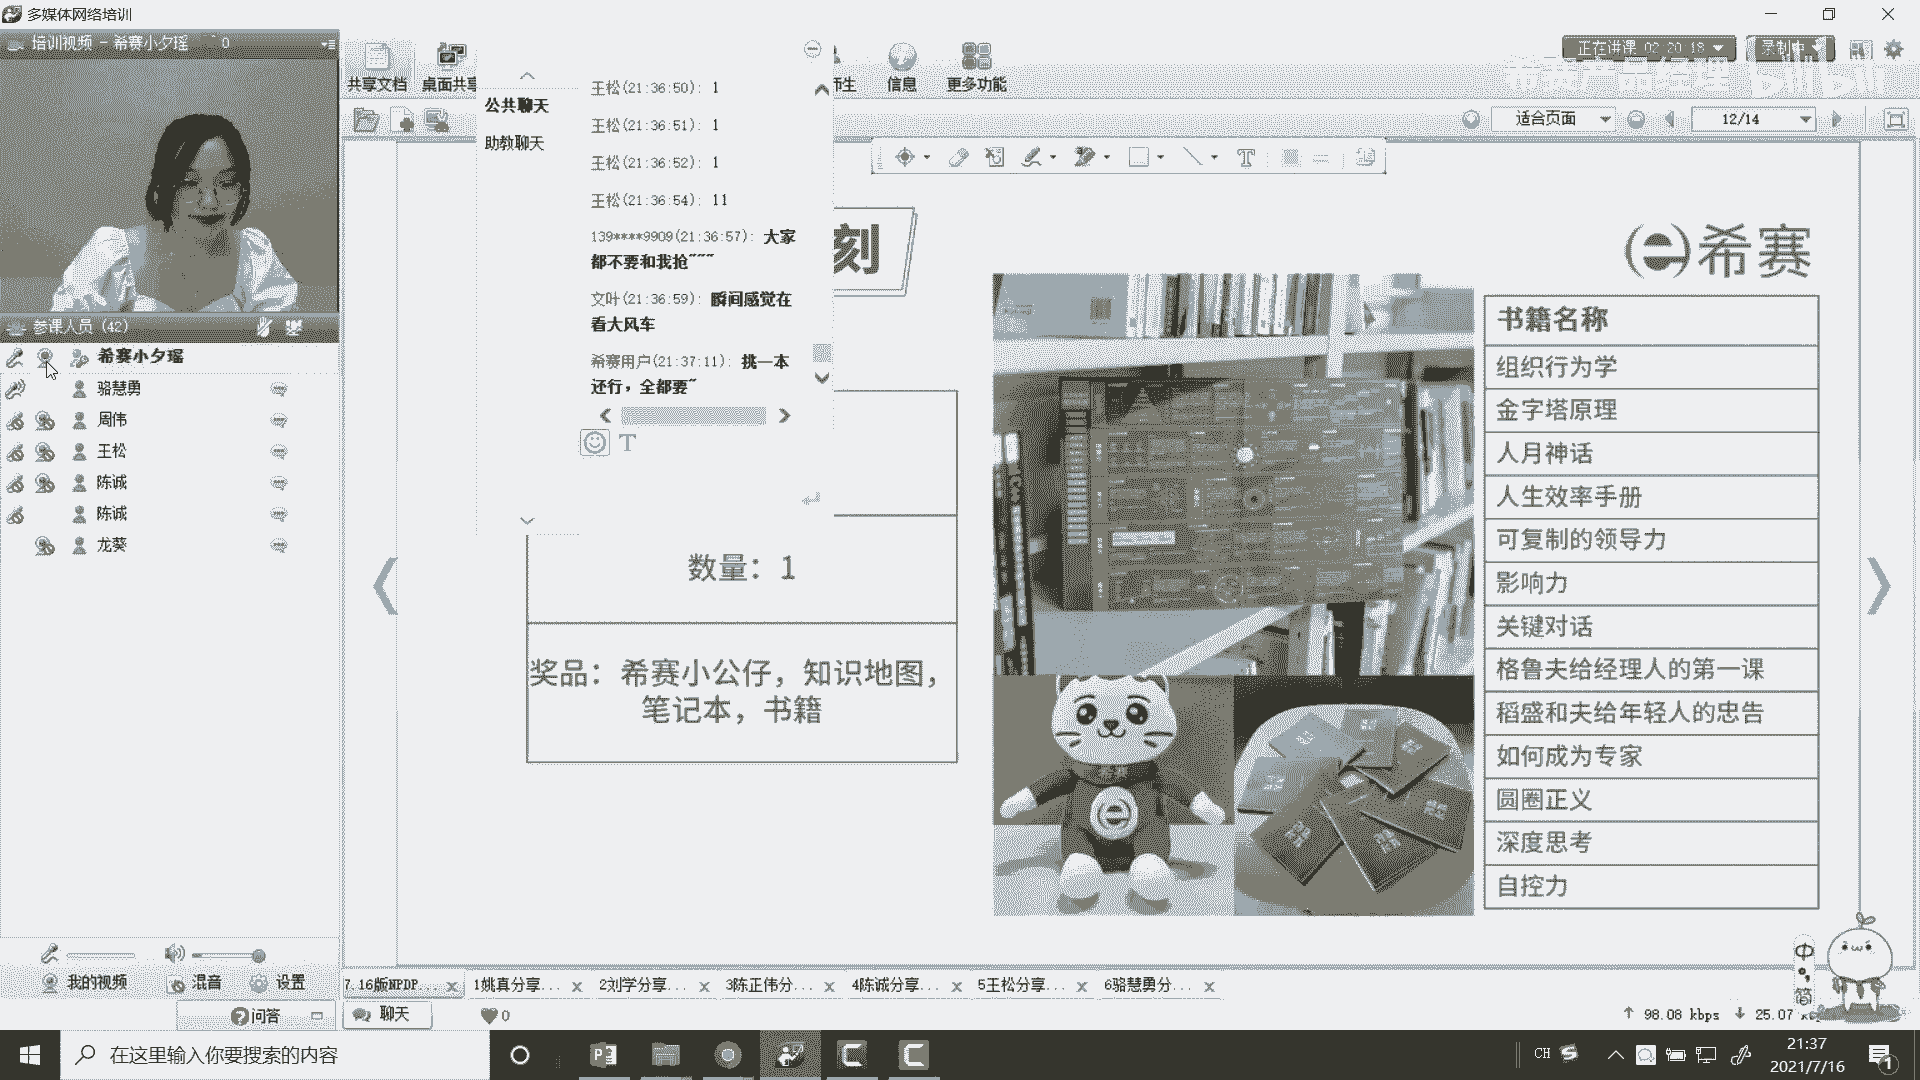 多媒体网络培训
培训视频 - 希赛小夕瑶
0
共享文档
桌面共享
师生
信息
更多功能
正在讲课 02:20:18
录制中
希赛产品经理
bilibili
公共聊天
助教聊天
王松(21:36:50): 1
王松(21:36:51): 1
王松(21:36:52): 1
王松(21:36:54): 11
139****9909(21:36:57): 大家
都不要和我抢~~~
文叶(21:36:59): 瞬间感觉在
看大风车
希赛用户(21:37:11): 挑一本
还行，全都要~
适合页面
12/14
参课人员 (42)
希赛小夕瑶
骆慧勇
周伟
王松
陈诚
陈诚
龙葵
刻
希赛
数量：1
奖品：希赛小公仔，知识地图，
笔记本，书籍
书籍名称
组织行为学
金字塔原理
人月神话
人生效率手册
可复制的领导力
影响力
关键对话
格鲁夫给经理人的第一课
稻盛和夫给年轻人的忠告
如何成为专家
圆圈正义
深度思考
自控力
我的视频
混音
设置
问答
聊天
0
7.16版NPDP...
1姚真分享...
2刘学分享...
3陈正伟分...
4陈诚分享...
5王松分享...
6骆慧勇分...
中
简
98.08 kbps
25.07
在这里输入你要搜索的内容
CH
21:37
2021/7/16
1